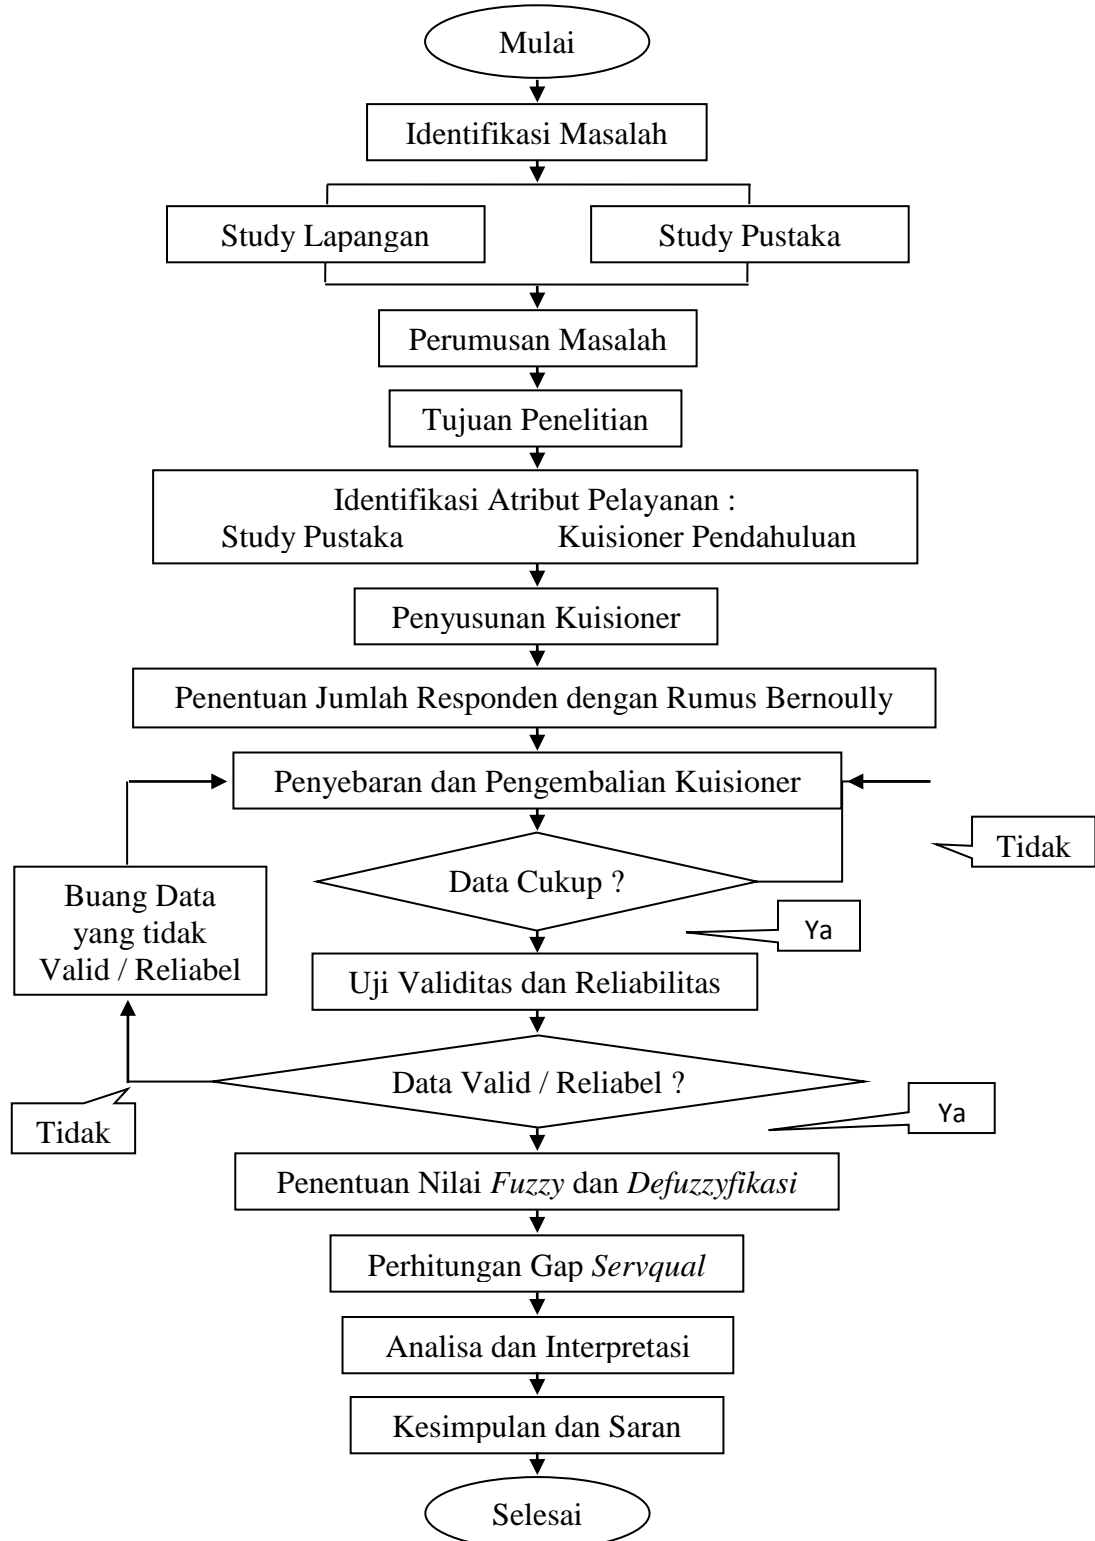 Mulai
Identifikasi Masalah
Study Lapangan
Study Pustaka
Perumusan Masalah
Tujuan Penelitian
Identifikasi Atribut Pelayanan :
Study Pustaka Kuisioner Pendahuluan
Penyusunan Kuisioner
Penentuan Jumlah Responden dengan Rumus Bernoully
Penyebaran dan Pengembalian Kuisioner
Tidak
Data Cukup ?
Buang Data
yang tidak
Valid / Reliabel
Ya
Uji Validitas dan Reliabilitas
Data Valid / Reliabel ?
Ya
Tidak
Penentuan Nilai Fuzzy dan Defuzzyfikasi
Perhitungan Gap Servqual
Analisa dan Interpretasi
Kesimpulan dan Saran
Selesai